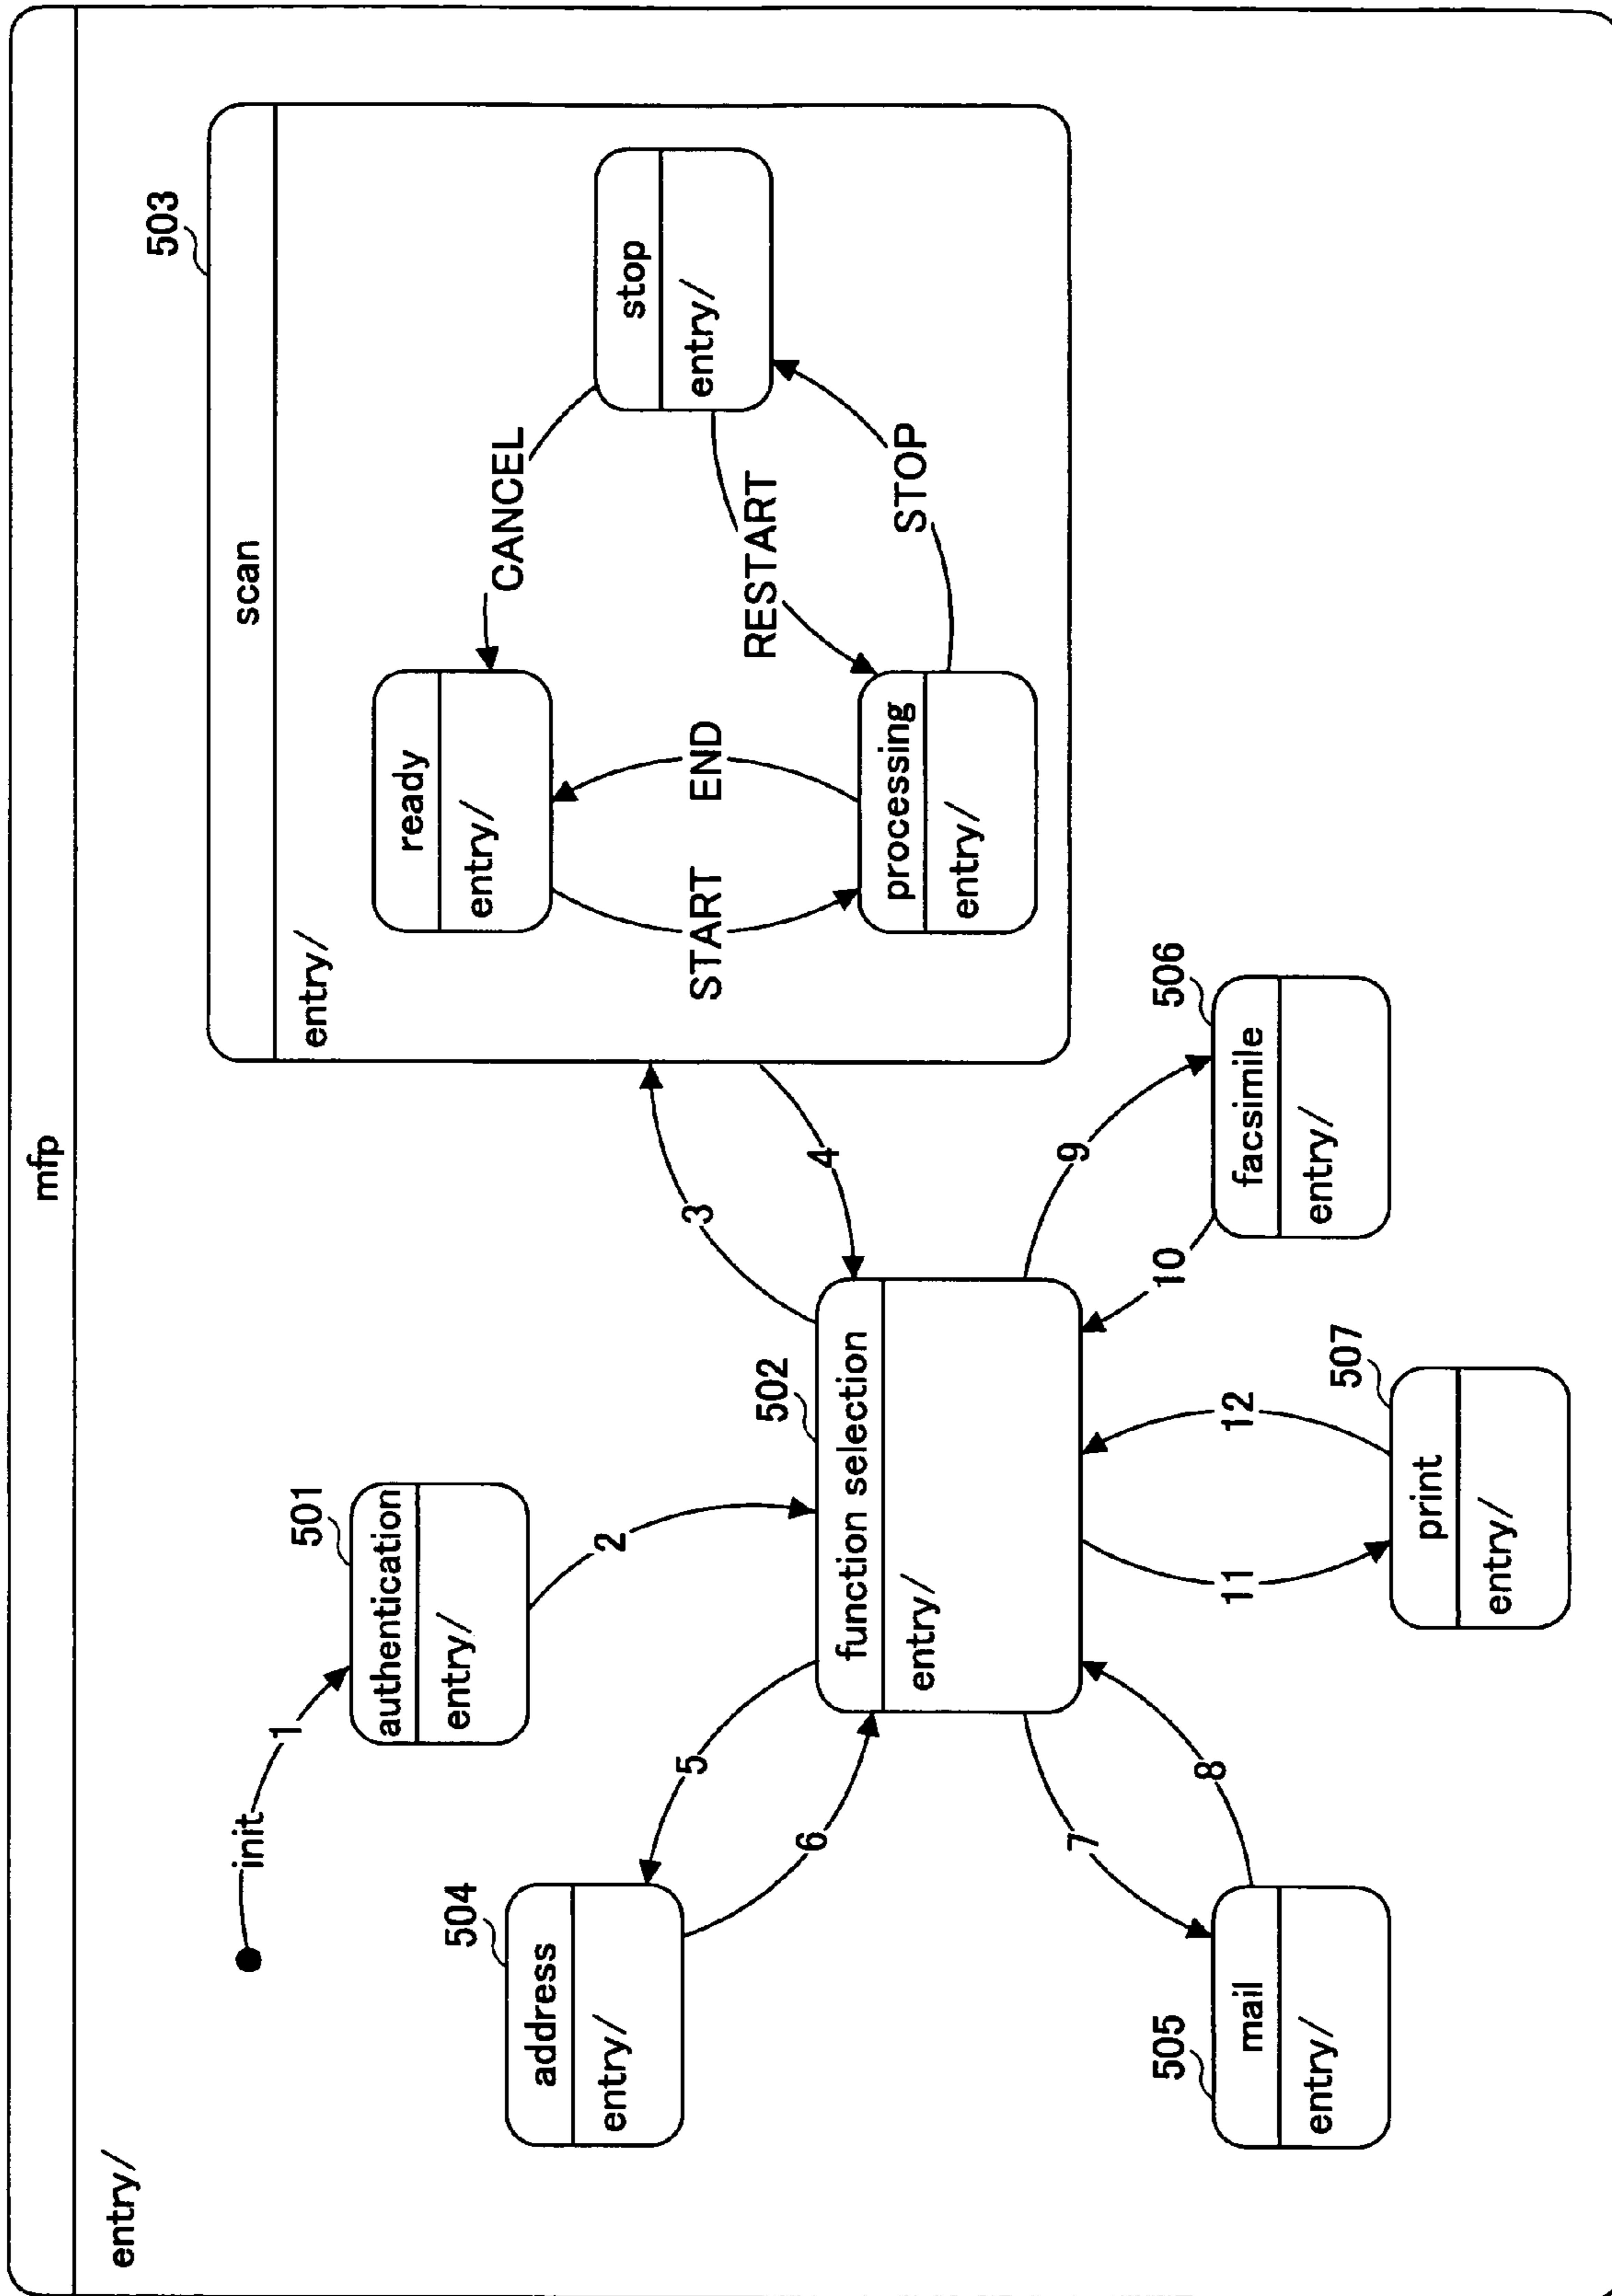 mfp
entry/
init
1
501
authentication
entry/
2
504
address
entry/
5
6
502
function selection
entry/
3
4
503
scan
entry/
ready
entry/
CANCEL
stop
entry/
START
END
RESTART
STOP
processing
entry/
7
8
505
mail
entry/
11
12
507
print
entry/
9
10
506
facsimile
entry/